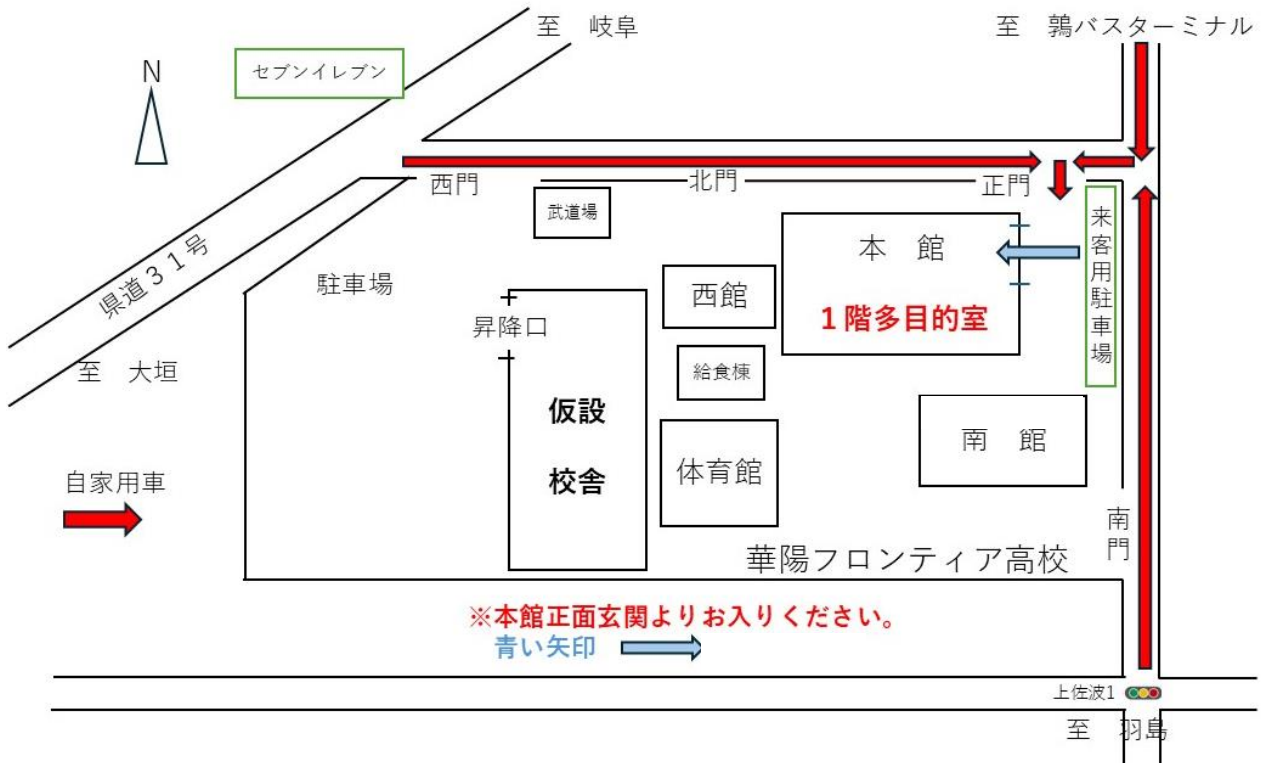 至　岐阜
至　鶉バスターミナル
セブンイレブン
N
西門
北門
正門
武道場
本　館
来客用駐車場
県道３１号
駐車場
西館
１階多目的室
昇降口
至　大垣
給食棟
仮設
校舎
南　館
体育館
自家用車
南門
華陽フロンティア高校
※本館正面玄関よりお入りください。
青い矢印
上佐波1
至　羽島